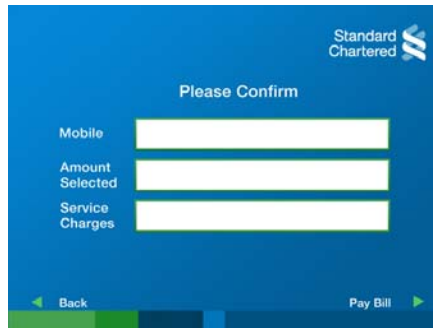 Standard
Chartered
Please Confirm
Mobile
Amount
Selected
Service
Charges
Back
Pay Bill